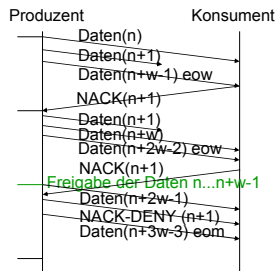 Produzent
Konsument
Daten(n)
Daten(n+1)
Daten(n+w-1) eow
NACK(n+1)
Daten(n+1)
Daten(n+w)
Daten(n+2w-2) eow
NACK(n+1)
Freigabe der Daten n...n+w-1
Daten(n+2w-1)
NACK-DENY (n+1)
Daten(n+3w-3) eom